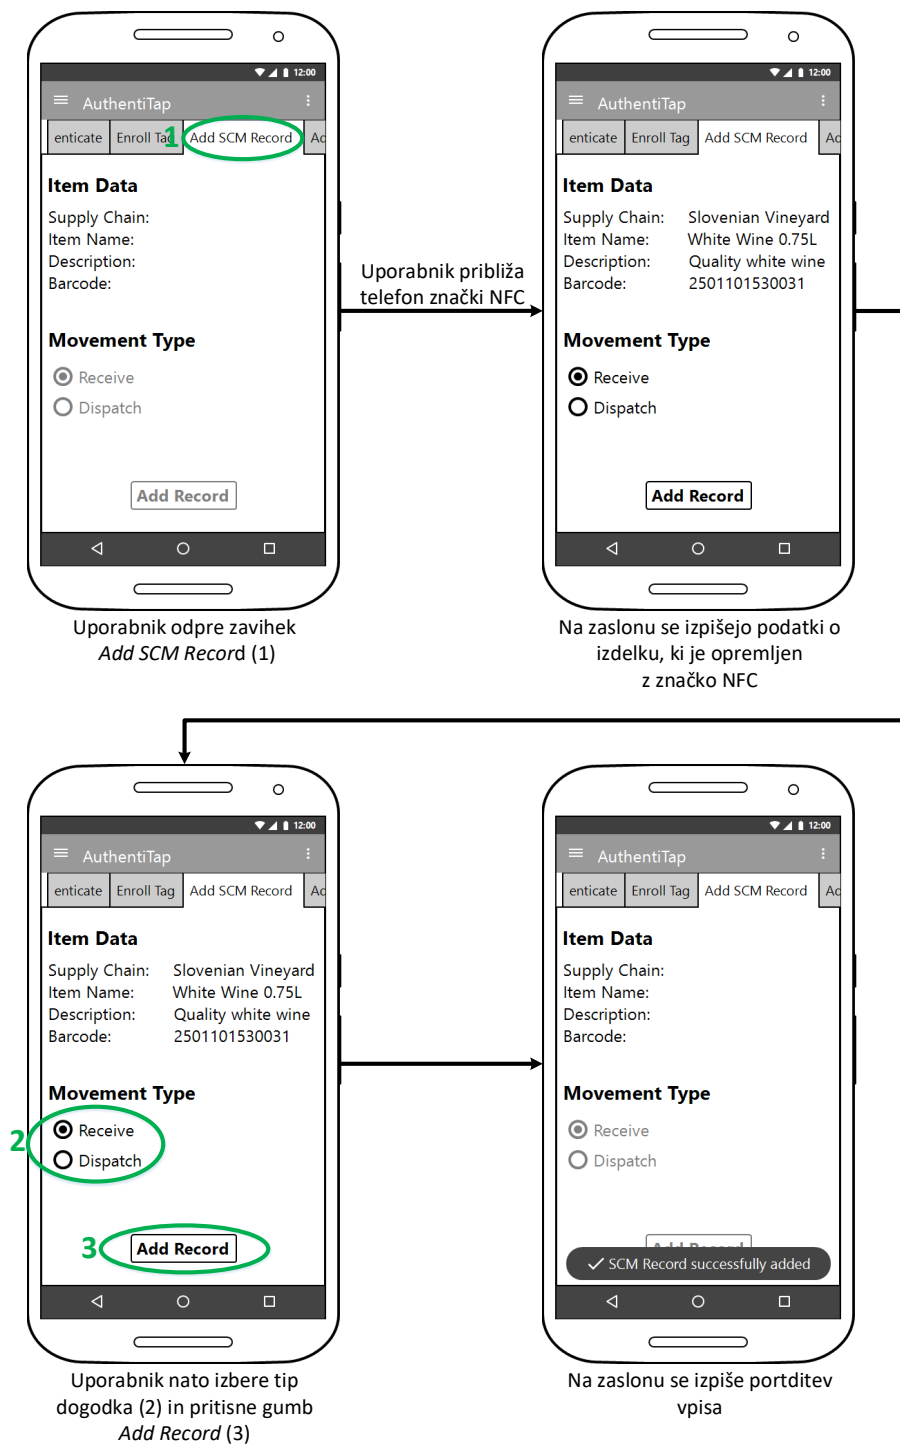 12:00
AuthentiTap
enticate Enroll Tag 1 Add SCM Record Ad
Item Data
Supply Chain:
Item Name:
Description:
Barcode:
Movement Type
Receive
Dispatch
Add Record
Uporabnik odpre zavihek
Add SCM Record (1)
Uporabnik približa
telefon znački NFC
12:00
AuthentiTap
enticate Enroll Tag Add SCM Record Ad
Item Data
Supply Chain: Slovenian Vineyard
Item Name: White Wine 0.75L
Description: Quality white wine
Barcode: 2501101530031
Movement Type
Receive
Dispatch
Add Record
Na zaslonu se izpišejo podatki o
izdelku, ki je opremljen
z značko NFC
12:00
AuthentiTap
enticate Enroll Tag Add SCM Record Ad
Item Data
Supply Chain: Slovenian Vineyard
Item Name: White Wine 0.75L
Description: Quality white wine
Barcode: 2501101530031
Movement Type
2 Receive
Dispatch
3 Add Record
Uporabnik nato izbere tip
dogodka (2) in pritisne gumb
Add Record (3)
12:00
AuthentiTap
enticate Enroll Tag Add SCM Record Ad
Item Data
Supply Chain:
Item Name:
Description:
Barcode:
Movement Type
Receive
Dispatch
Add Record
SCM Record successfully added
Na zaslonu se izpiše portditev
vpisa